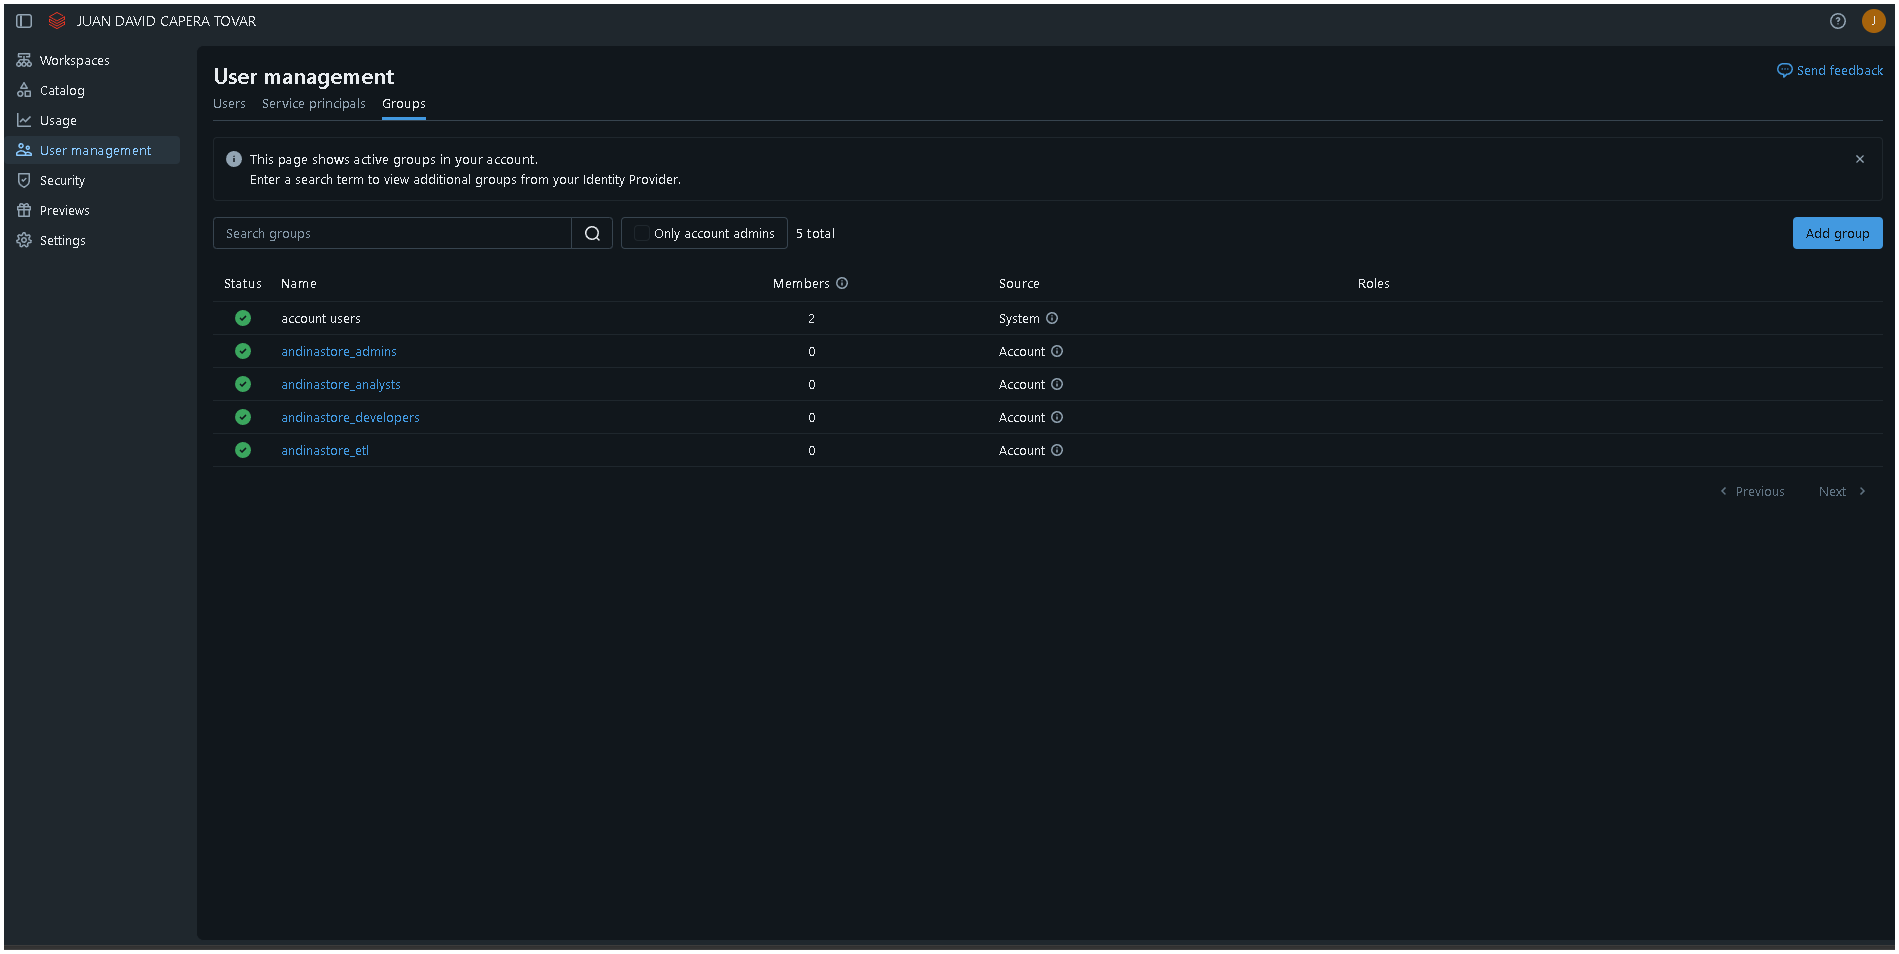 JUAN DAVID CAPERA TOVAR
J
Workspaces
Catalog
Usage
User management
Security
Previews
Settings
User management
Send feedback
Users Service principals Groups
This page shows active groups in your account.
Enter a search term to view additional groups from your Identity Provider.
Search groups Only account admins 5 total Add group
Status Name Members Source Roles
account users 2 System
andinastore_admins 0 Account
andinastore_analysts 0 Account
andinastore_developers 0 Account
andinastore_etl 0 Account
Previous Next